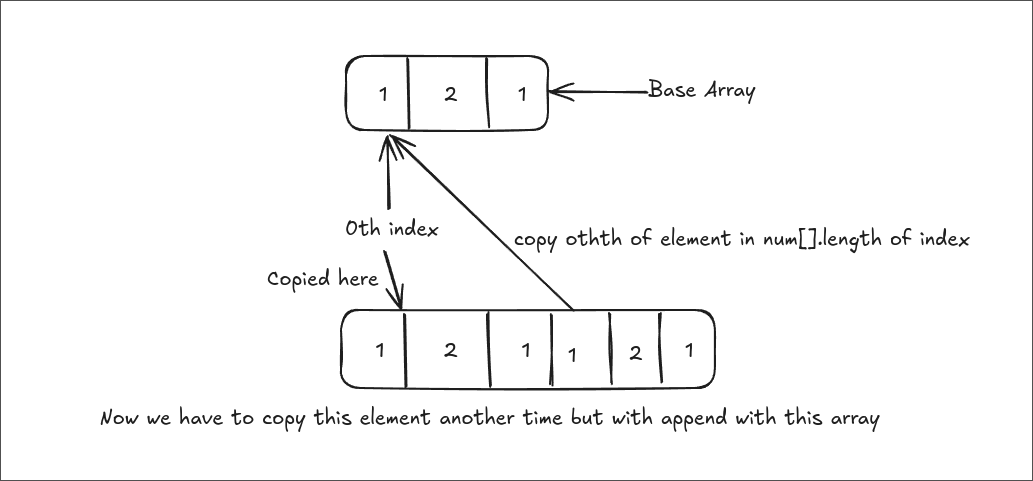 1 2 1
Base Array
0th index
copy othth of element in num[].length of index
Copied here
1 2 1 1 2 1
Now we have to copy this element another time but with append with this array